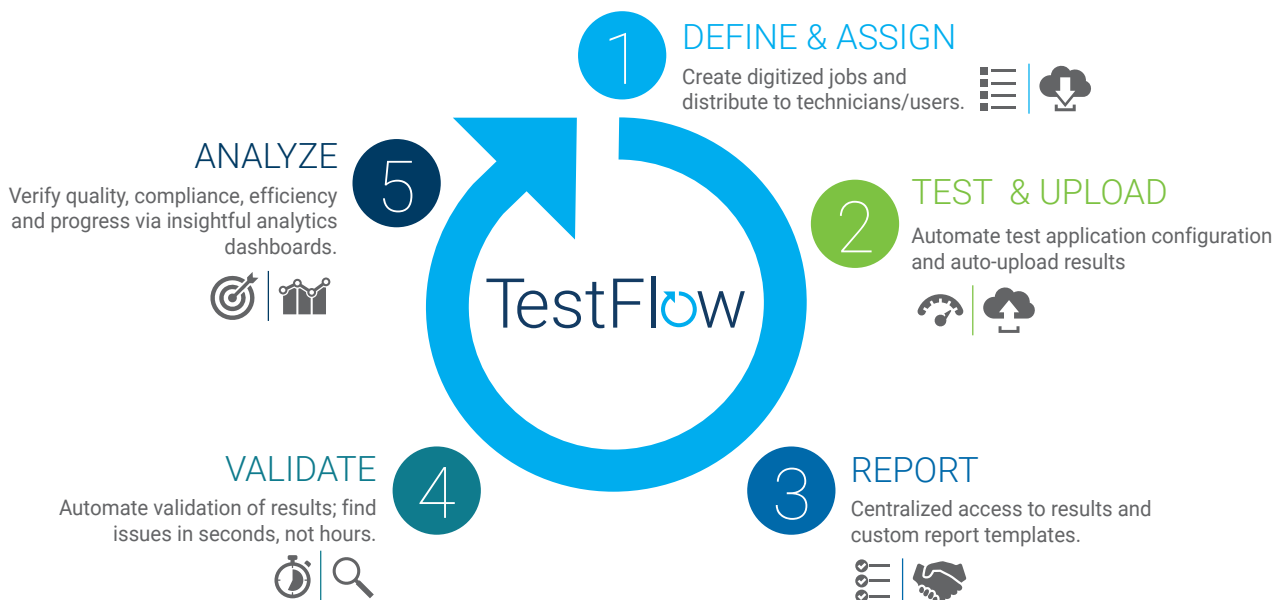 1
DEFINE & ASSIGN
Create digitized jobs and
distribute to technicians/users.
2
TEST & UPLOAD
Automate test application configuration
and auto-upload results
3
REPORT
Centralized access to results and
custom report templates.
4
VALIDATE
Automate validation of results; find
issues in seconds, not hours.
5
ANALYZE
Verify quality, compliance, efficiency
and progress via insightful analytics
dashboards.
TestFlow